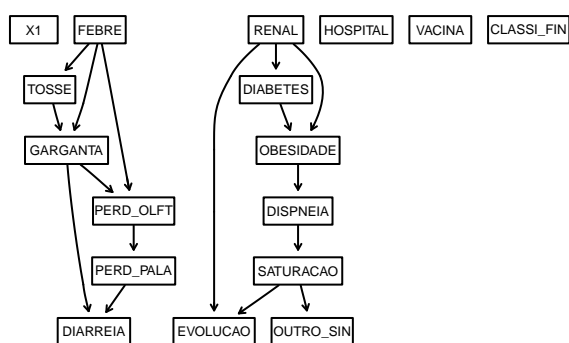 X1 FEBRE RENAL HOSPITAL VACINA CLASSI_FIN
TOSSE DIABETES
GARGANTA OBESIDADE
PERD_OLFT DISPNEIA
PERD_PALA SATURACAO
DIARREIA EVOLUCAO OUTRO_SIN